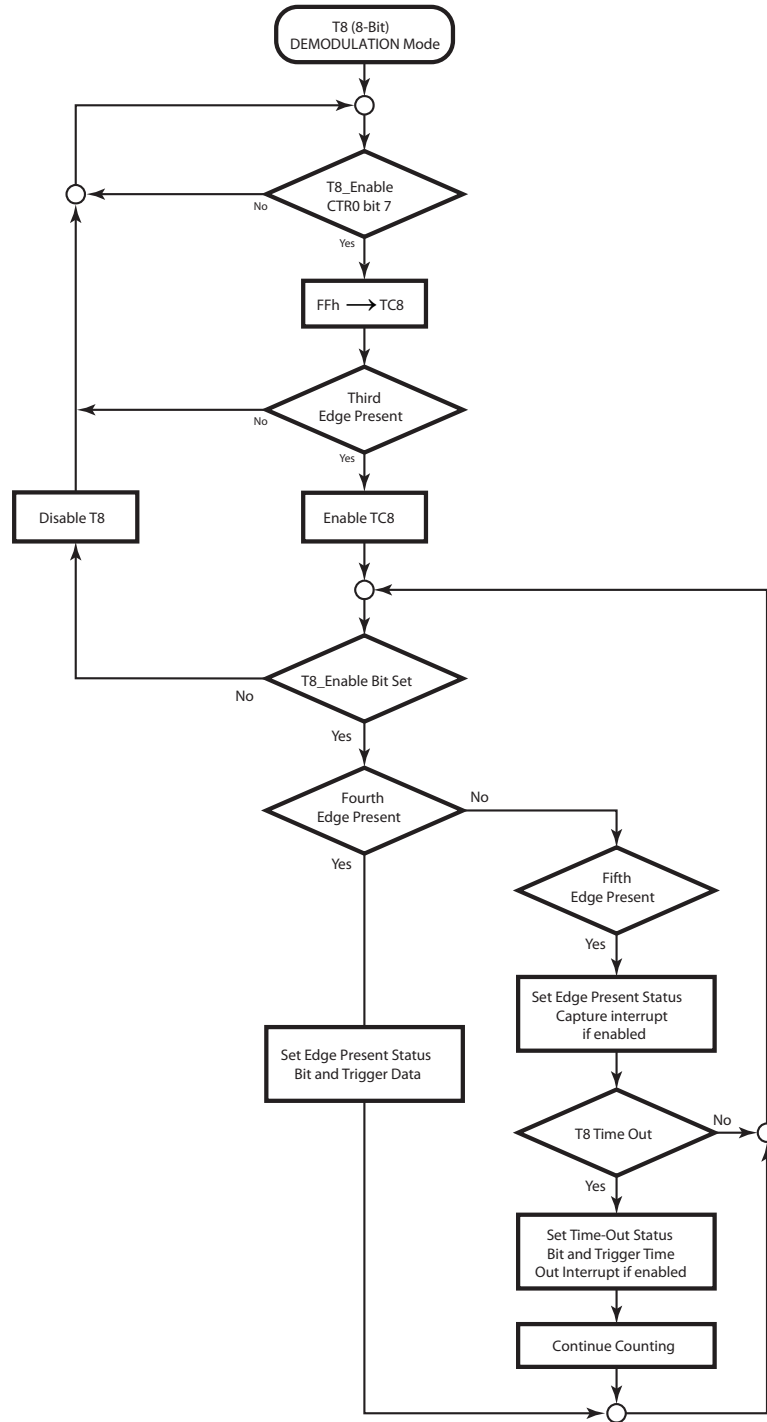 T8 (8-Bit)
DEMODULATION Mode
T8_Enable
CTR0 bit 7
No
Yes
FFh → TC8
Third
Edge Present
No
Yes
Disable T8
Enable TC8
T8_Enable Bit Set
No
Yes
Fourth
Edge Present
No
Yes
Fifth
Edge Present
Yes
Set Edge Present Status
Capture interrupt
if enabled
Set Edge Present Status
Bit and Trigger Data
T8 Time Out
No
Yes
Set Time-Out Status
Bit and Trigger Time
Out Interrupt if enabled
Continue Counting